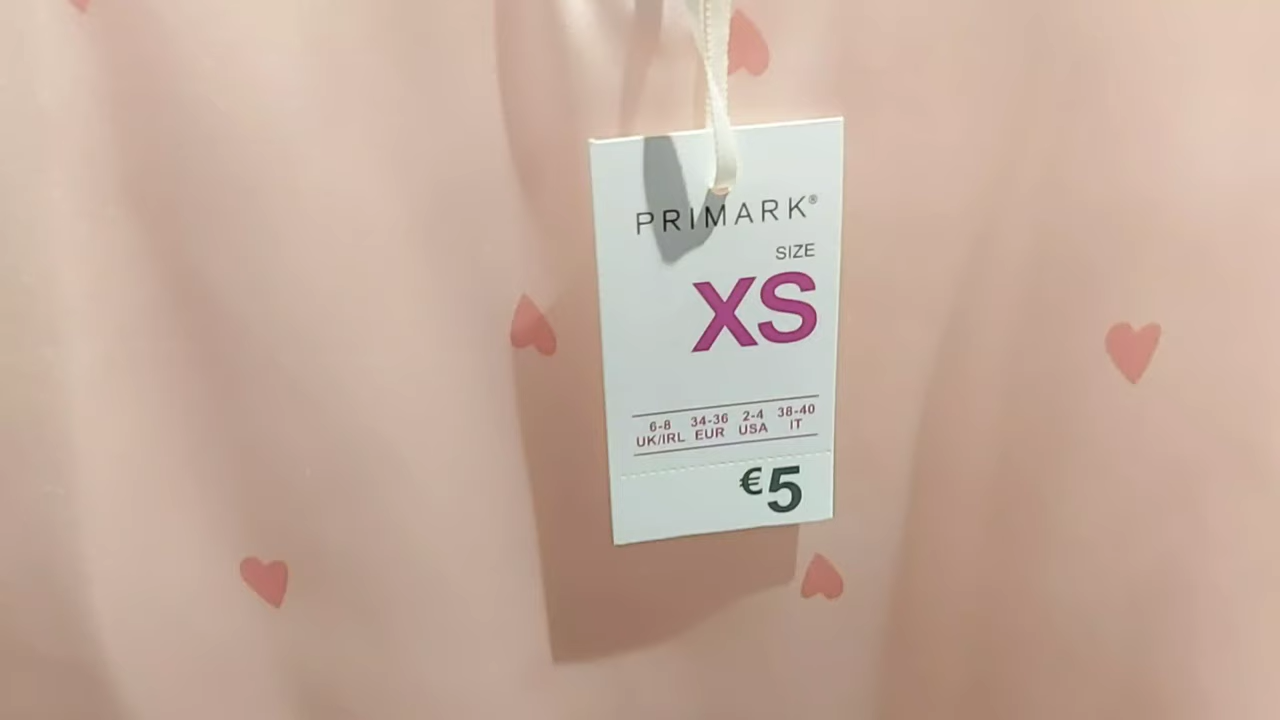 PRIMARK®
SIZE
XS
6-8 34-36 2-4 38-40
UK/IRL EUR USA IT
€5